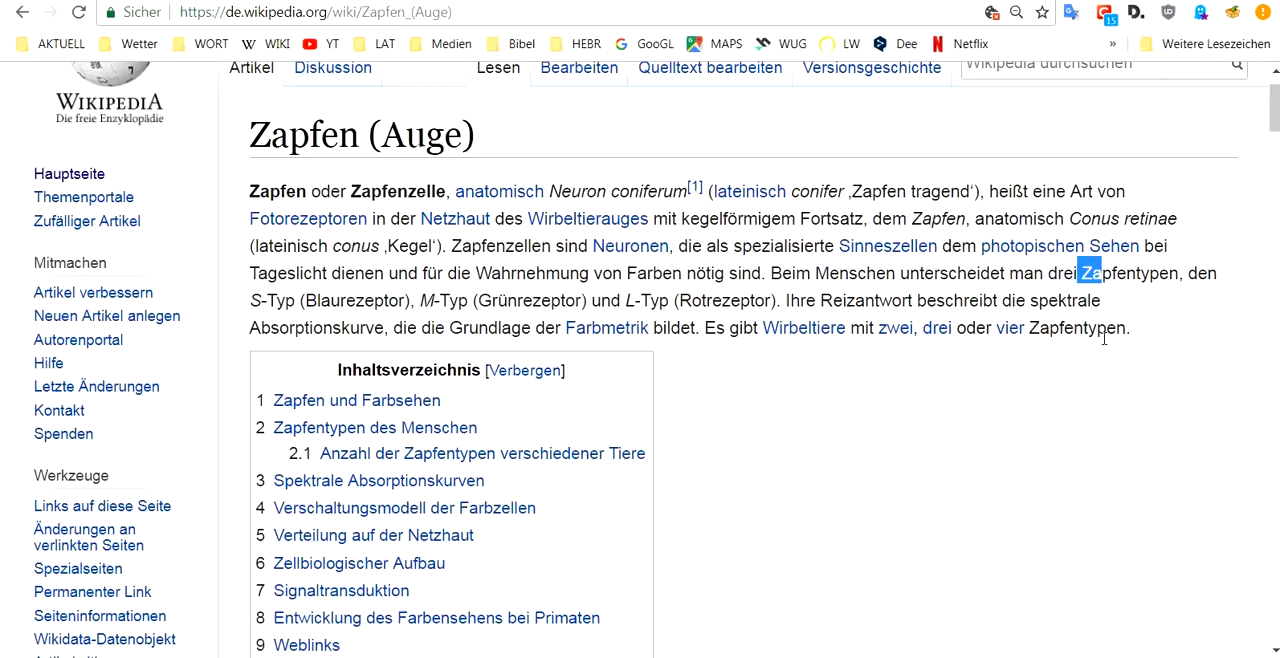 Sicher https://de.wikipedia.org/wiki/Zapfen_(Auge)
15
AKTUELL Wetter WORT WIKI YT LAT Medien Bibel HEBR GooGL MAPS WUG LW Dee Netflix » Weitere Lesezeichen
Artikel Diskussion Lesen Bearbeiten Quelltext bearbeiten Versionsgeschichte Wikipedia durchsuchen
WIKIPEDIA
Die freie Enzyklopädie
Hauptseite
Themenportale
Zufälliger Artikel
Mitmachen
Artikel verbessern
Neuen Artikel anlegen
Autorenportal
Hilfe
Letzte Änderungen
Kontakt
Spenden
Werkzeuge
Links auf diese Seite
Änderungen an
verlinkten Seiten
Spezialseiten
Permanenter Link
Seiteninformationen
Wikidata-Datenobjekt
Zapfen (Auge)
Zapfen oder Zapfenzelle, anatomisch Neuron coniferum[1] (lateinisch conifer ‚Zapfen tragend‘), heißt eine Art von
Fotorezeptoren in der Netzhaut des Wirbeltierauges mit kegelförmigem Fortsatz, dem Zapfen, anatomisch Conus retinae
(lateinisch conus ‚Kegel‘). Zapfenzellen sind Neuronen, die als spezialisierte Sinneszellen dem photopischen Sehen bei
Tageslicht dienen und für die Wahrnehmung von Farben nötig sind. Beim Menschen unterscheidet man drei Zapfentypen, den
S-Typ (Blaurezeptor), M-Typ (Grünrezeptor) und L-Typ (Rotrezeptor). Ihre Reizantwort beschreibt die spektrale
Absorptionskurve, die die Grundlage der Farbmetrik bildet. Es gibt Wirbeltiere mit zwei, drei oder vier Zapfentypen.
Inhaltsverzeichnis [Verbergen]
1 Zapfen und Farbsehen
2 Zapfentypen des Menschen
2.1 Anzahl der Zapfentypen verschiedener Tiere
3 Spektrale Absorptionskurven
4 Verschaltungsmodell der Farbzellen
5 Verteilung auf der Netzhaut
6 Zellbiologischer Aufbau
7 Signaltransduktion
8 Entwicklung des Farbensehens bei Primaten
9 Weblinks